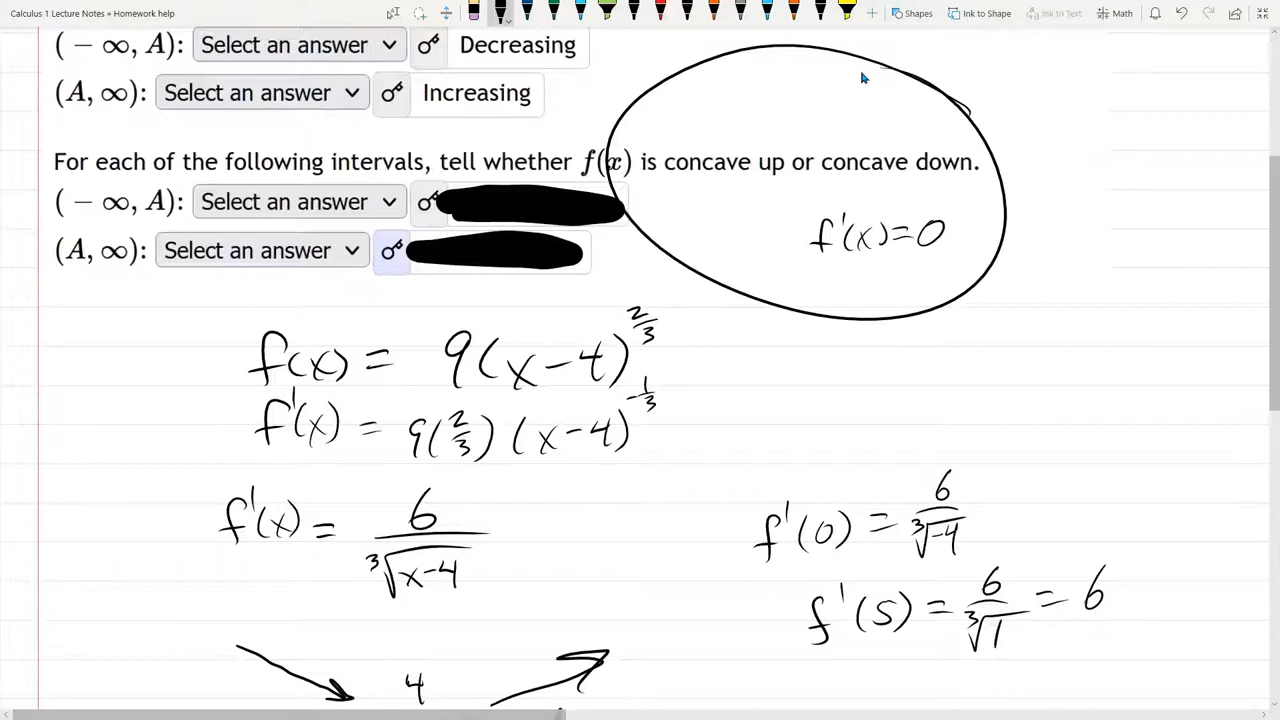 Calculus 1 Lecture Notes » Homework help
Shapes Ink to Shape Ink to Text Math
(−∞, A): Select an answer Decreasing
(A, ∞): Select an answer Increasing
For each of the following intervals, tell whether f(x) is concave up or concave down.
(−∞, A): Select an answer
(A, ∞): Select an answer
f'(x)=0
f(x) = 9(x−4)^{2/3}
f'(x) = 9(2/3)(x−4)^{-1/3}
f'(x) = 6/∛(x−4)
f'(0) = 6/∛−4
f'(5) = 6/∛1 = 6
4